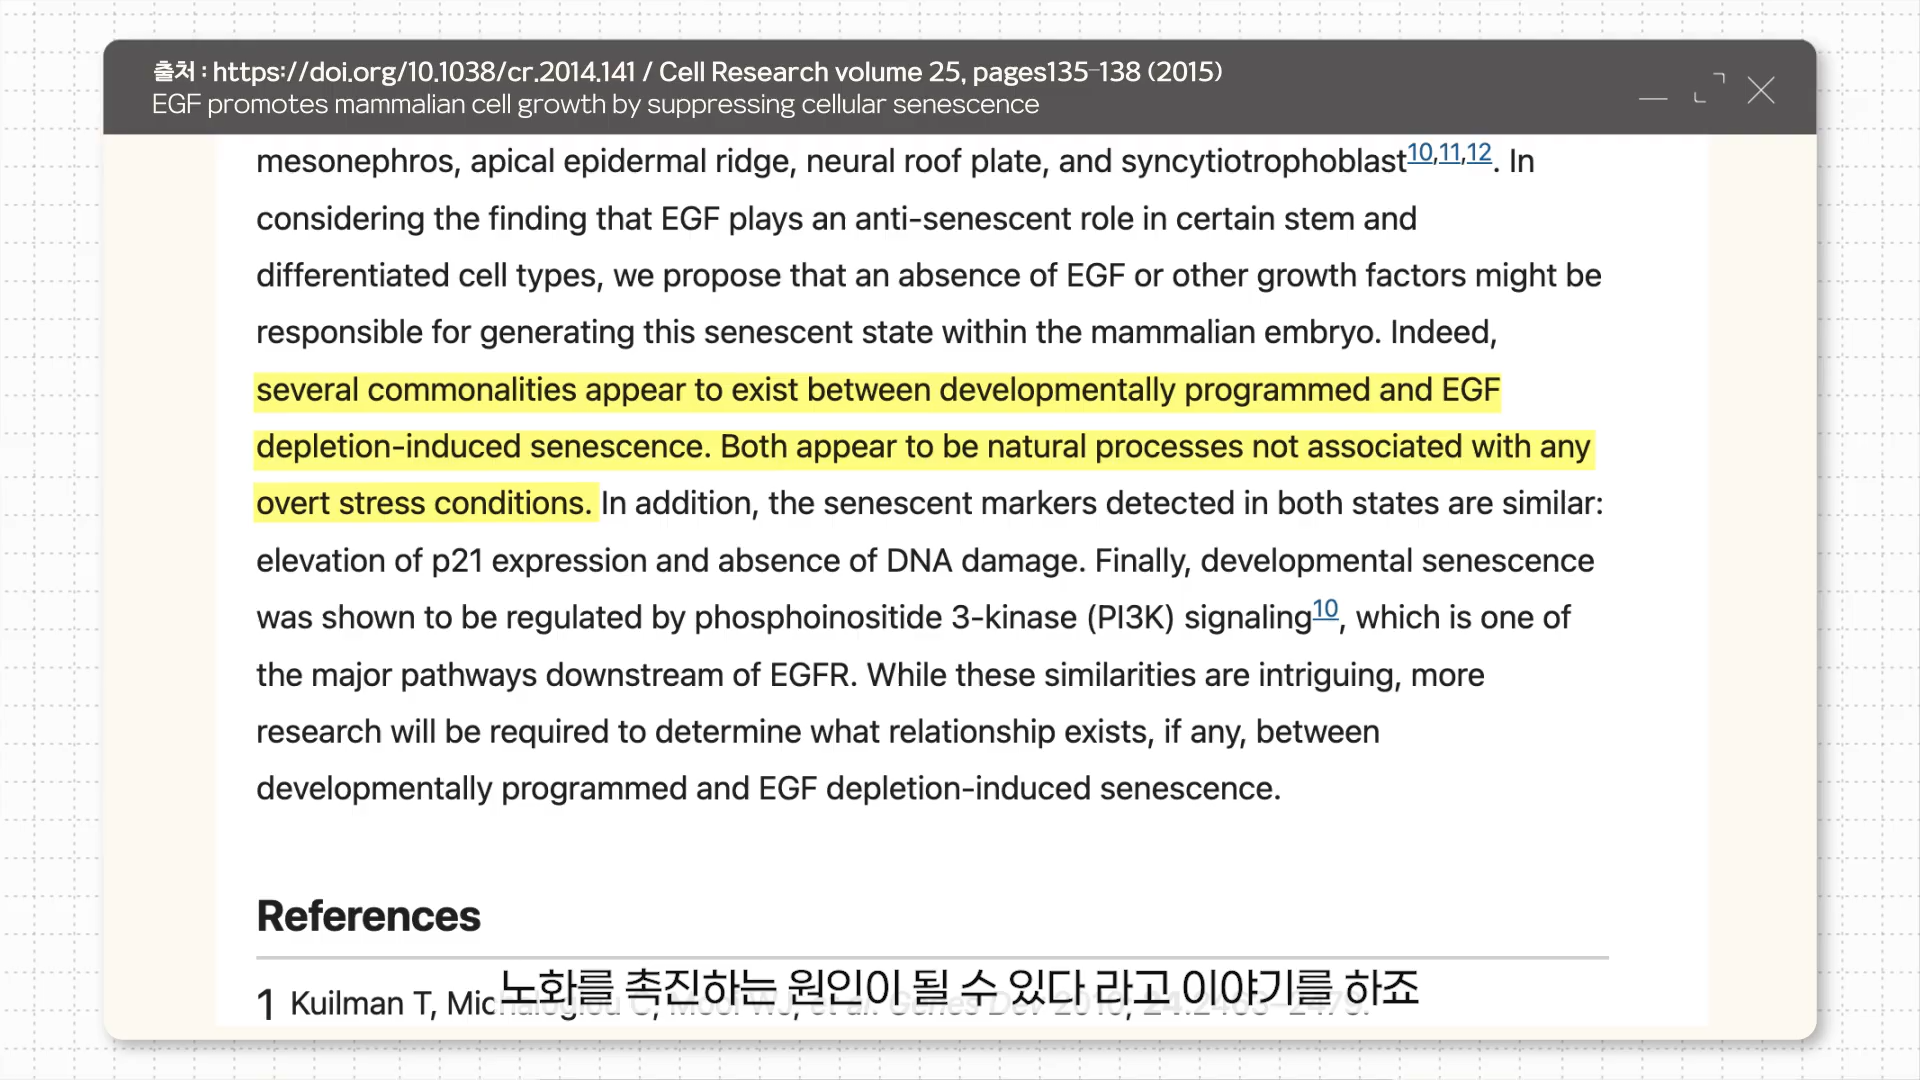 출처 : https://doi.org/10.1038/cr.2014.141 / Cell Research volume 25, pages135–138 (2015)
EGF promotes mammalian cell growth by suppressing cellular senescence
mesonephros, apical epidermal ridge, neural roof plate, and syncytiotrophoblast10,11,12. In
considering the finding that EGF plays an anti-senescent role in certain stem and
differentiated cell types, we propose that an absence of EGF or other growth factors might be
responsible for generating this senescent state within the mammalian embryo. Indeed,
several commonalities appear to exist between developmentally programmed and EGF
depletion-induced senescence. Both appear to be natural processes not associated with any
overt stress conditions. In addition, the senescent markers detected in both states are similar:
elevation of p21 expression and absence of DNA damage. Finally, developmental senescence
was shown to be regulated by phosphoinositide 3-kinase (PI3K) signaling10, which is one of
the major pathways downstream of EGFR. While these similarities are intriguing, more
research will be required to determine what relationship exists, if any, between
developmentally programmed and EGF depletion-induced senescence.
References
1 Kuilman T,
노화를 촉진하는 원인이 될 수 있다 라고 이야기를 하죠